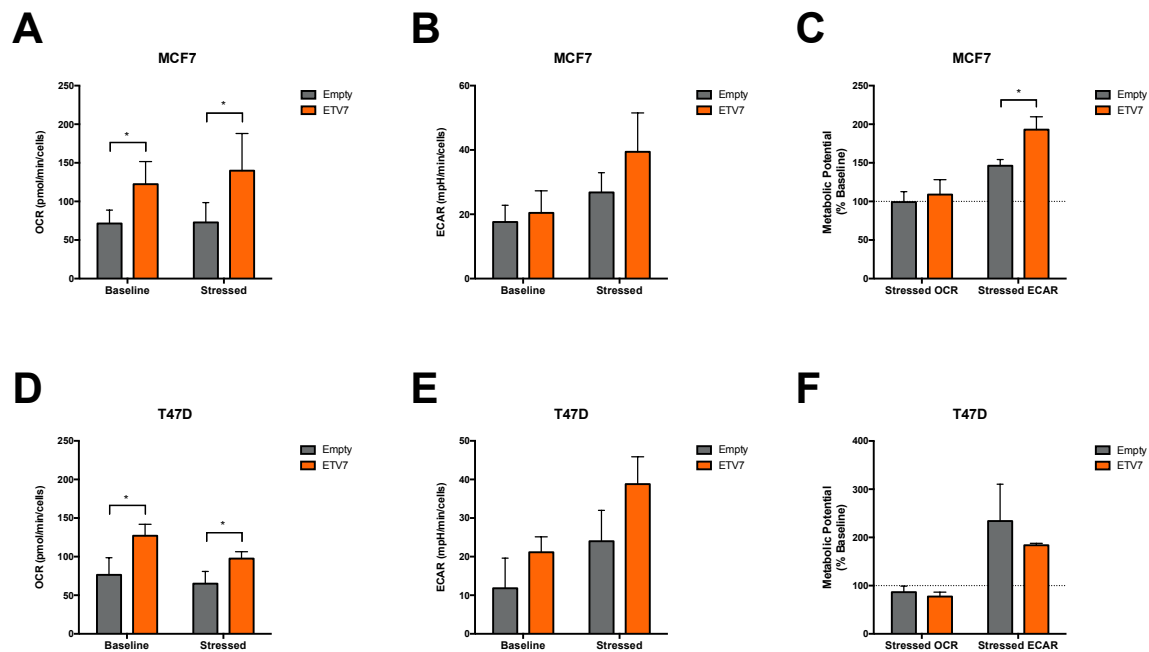 A
MCF7
OCR (pmol/min/cells)
250
200
150
100
50
0
*
*
Baseline
Stressed
Empty
ETV7
B
MCF7
ECAR (mpH/min/cells)
60
40
20
0
Baseline
Stressed
Empty
ETV7
C
MCF7
Metabolic Potential
(% Baseline)
250
200
150
100
50
0
*
Stressed OCR
Stressed ECAR
Empty
ETV7
D
T47D
OCR (pmol/min/cells)
250
200
150
100
50
0
*
*
Baseline
Stressed
Empty
ETV7
E
T47D
ECAR (mpH/min/cells)
50
40
30
20
10
0
Baseline
Stressed
Empty
ETV7
F
T47D
Metabolic Potential
(% Baseline)
400
300
200
100
0
Stressed OCR
Stressed ECAR
Empty
ETV7